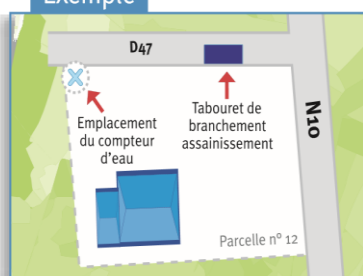 Exemple
D47
Emplacement
du compteur
d'eau
Tabouret de
branchement
assainissement
N10
Parcelle n° 12